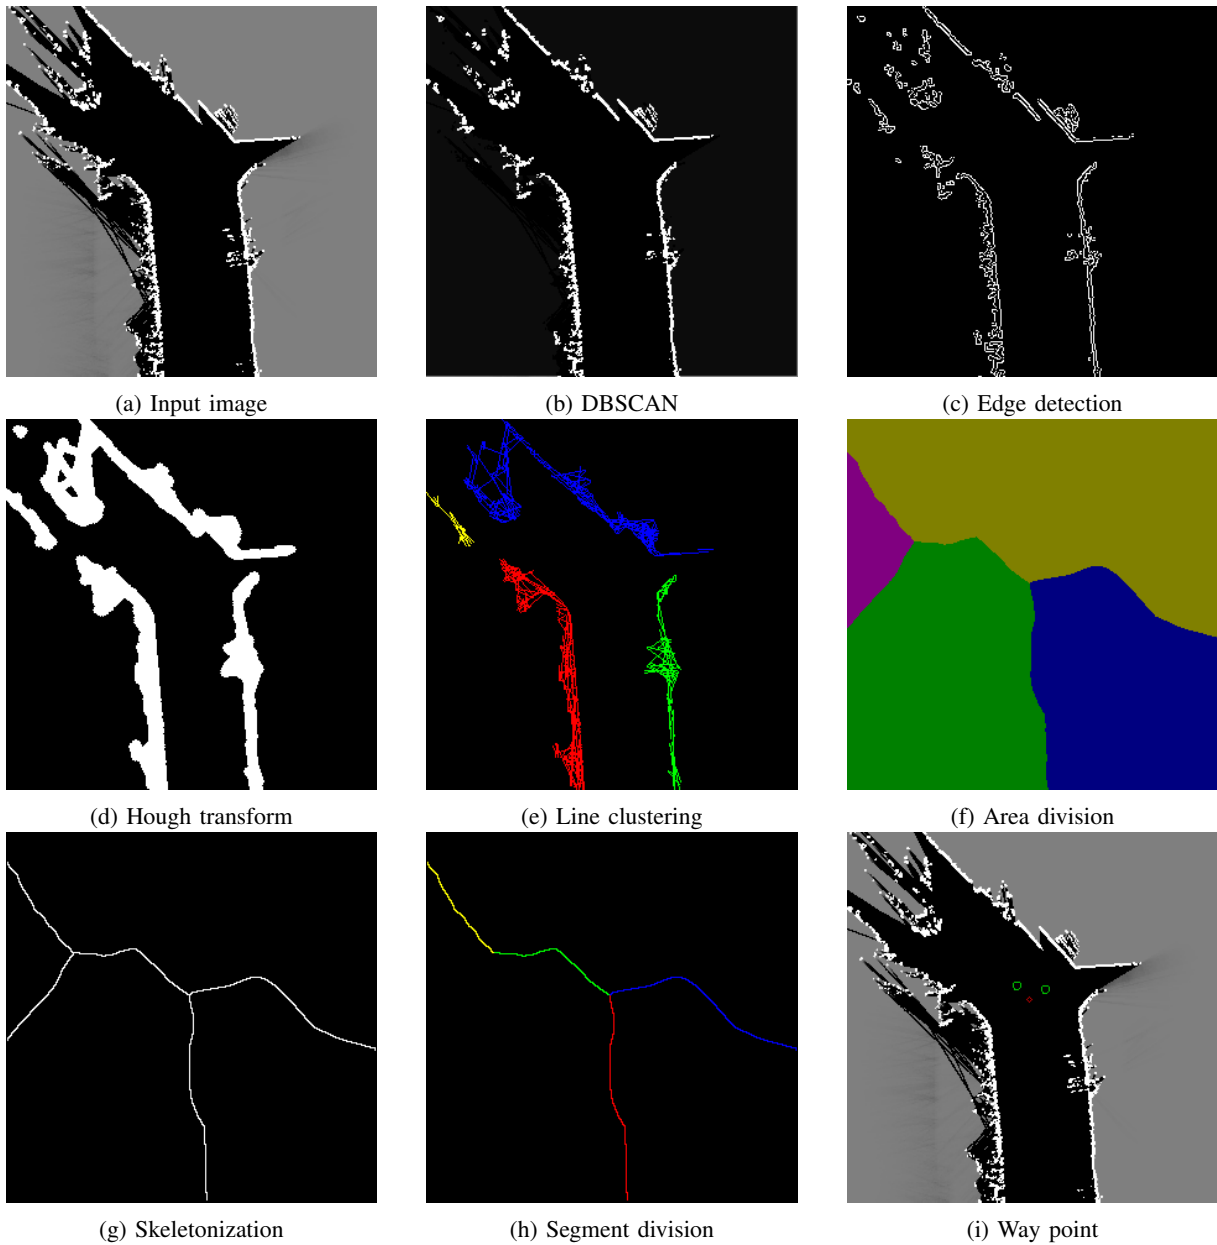 (a) Input image
(b) DBSCAN
(c) Edge detection
(d) Hough transform
(e) Line clustering
(f) Area division
(g) Skeletonization
(h) Segment division
(i) Way point